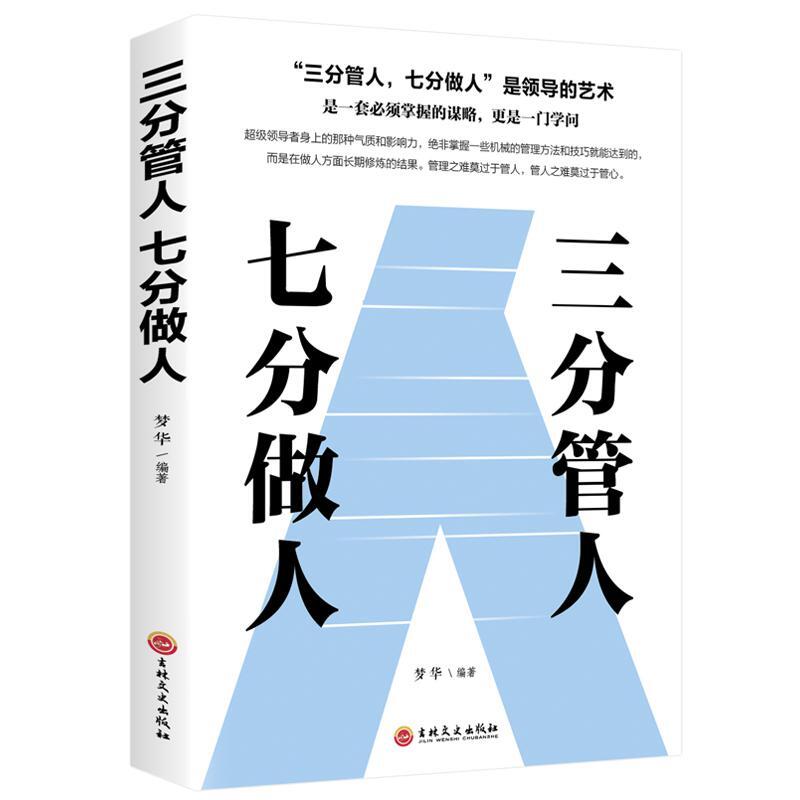 三分管人 七分做人
梦华 \ 编著
吉林文史出版社
“三分管人，七分做人”是领导的艺术
是一套必须掌握的谋略，更是一门学问
超级领导者身上的那种气质和影响力，绝非掌握一些机械的管理方法和技巧就能达到的，
而是在做人方面长期修炼的结果。管理之难莫过于管人，管人之难莫过于管心。
三分管人
七分做人
梦华 \ 编著
吉林文史出版社
JILIN WENSHI CHUBANSHE